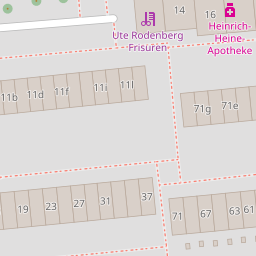 14
16
Ute Rodenberg
Frisuren
Heinrich-
Heine-
Apotheke
11b 11d 11f 11i 11l
71g 71e
19 23 27 31 37
71 67 63 61